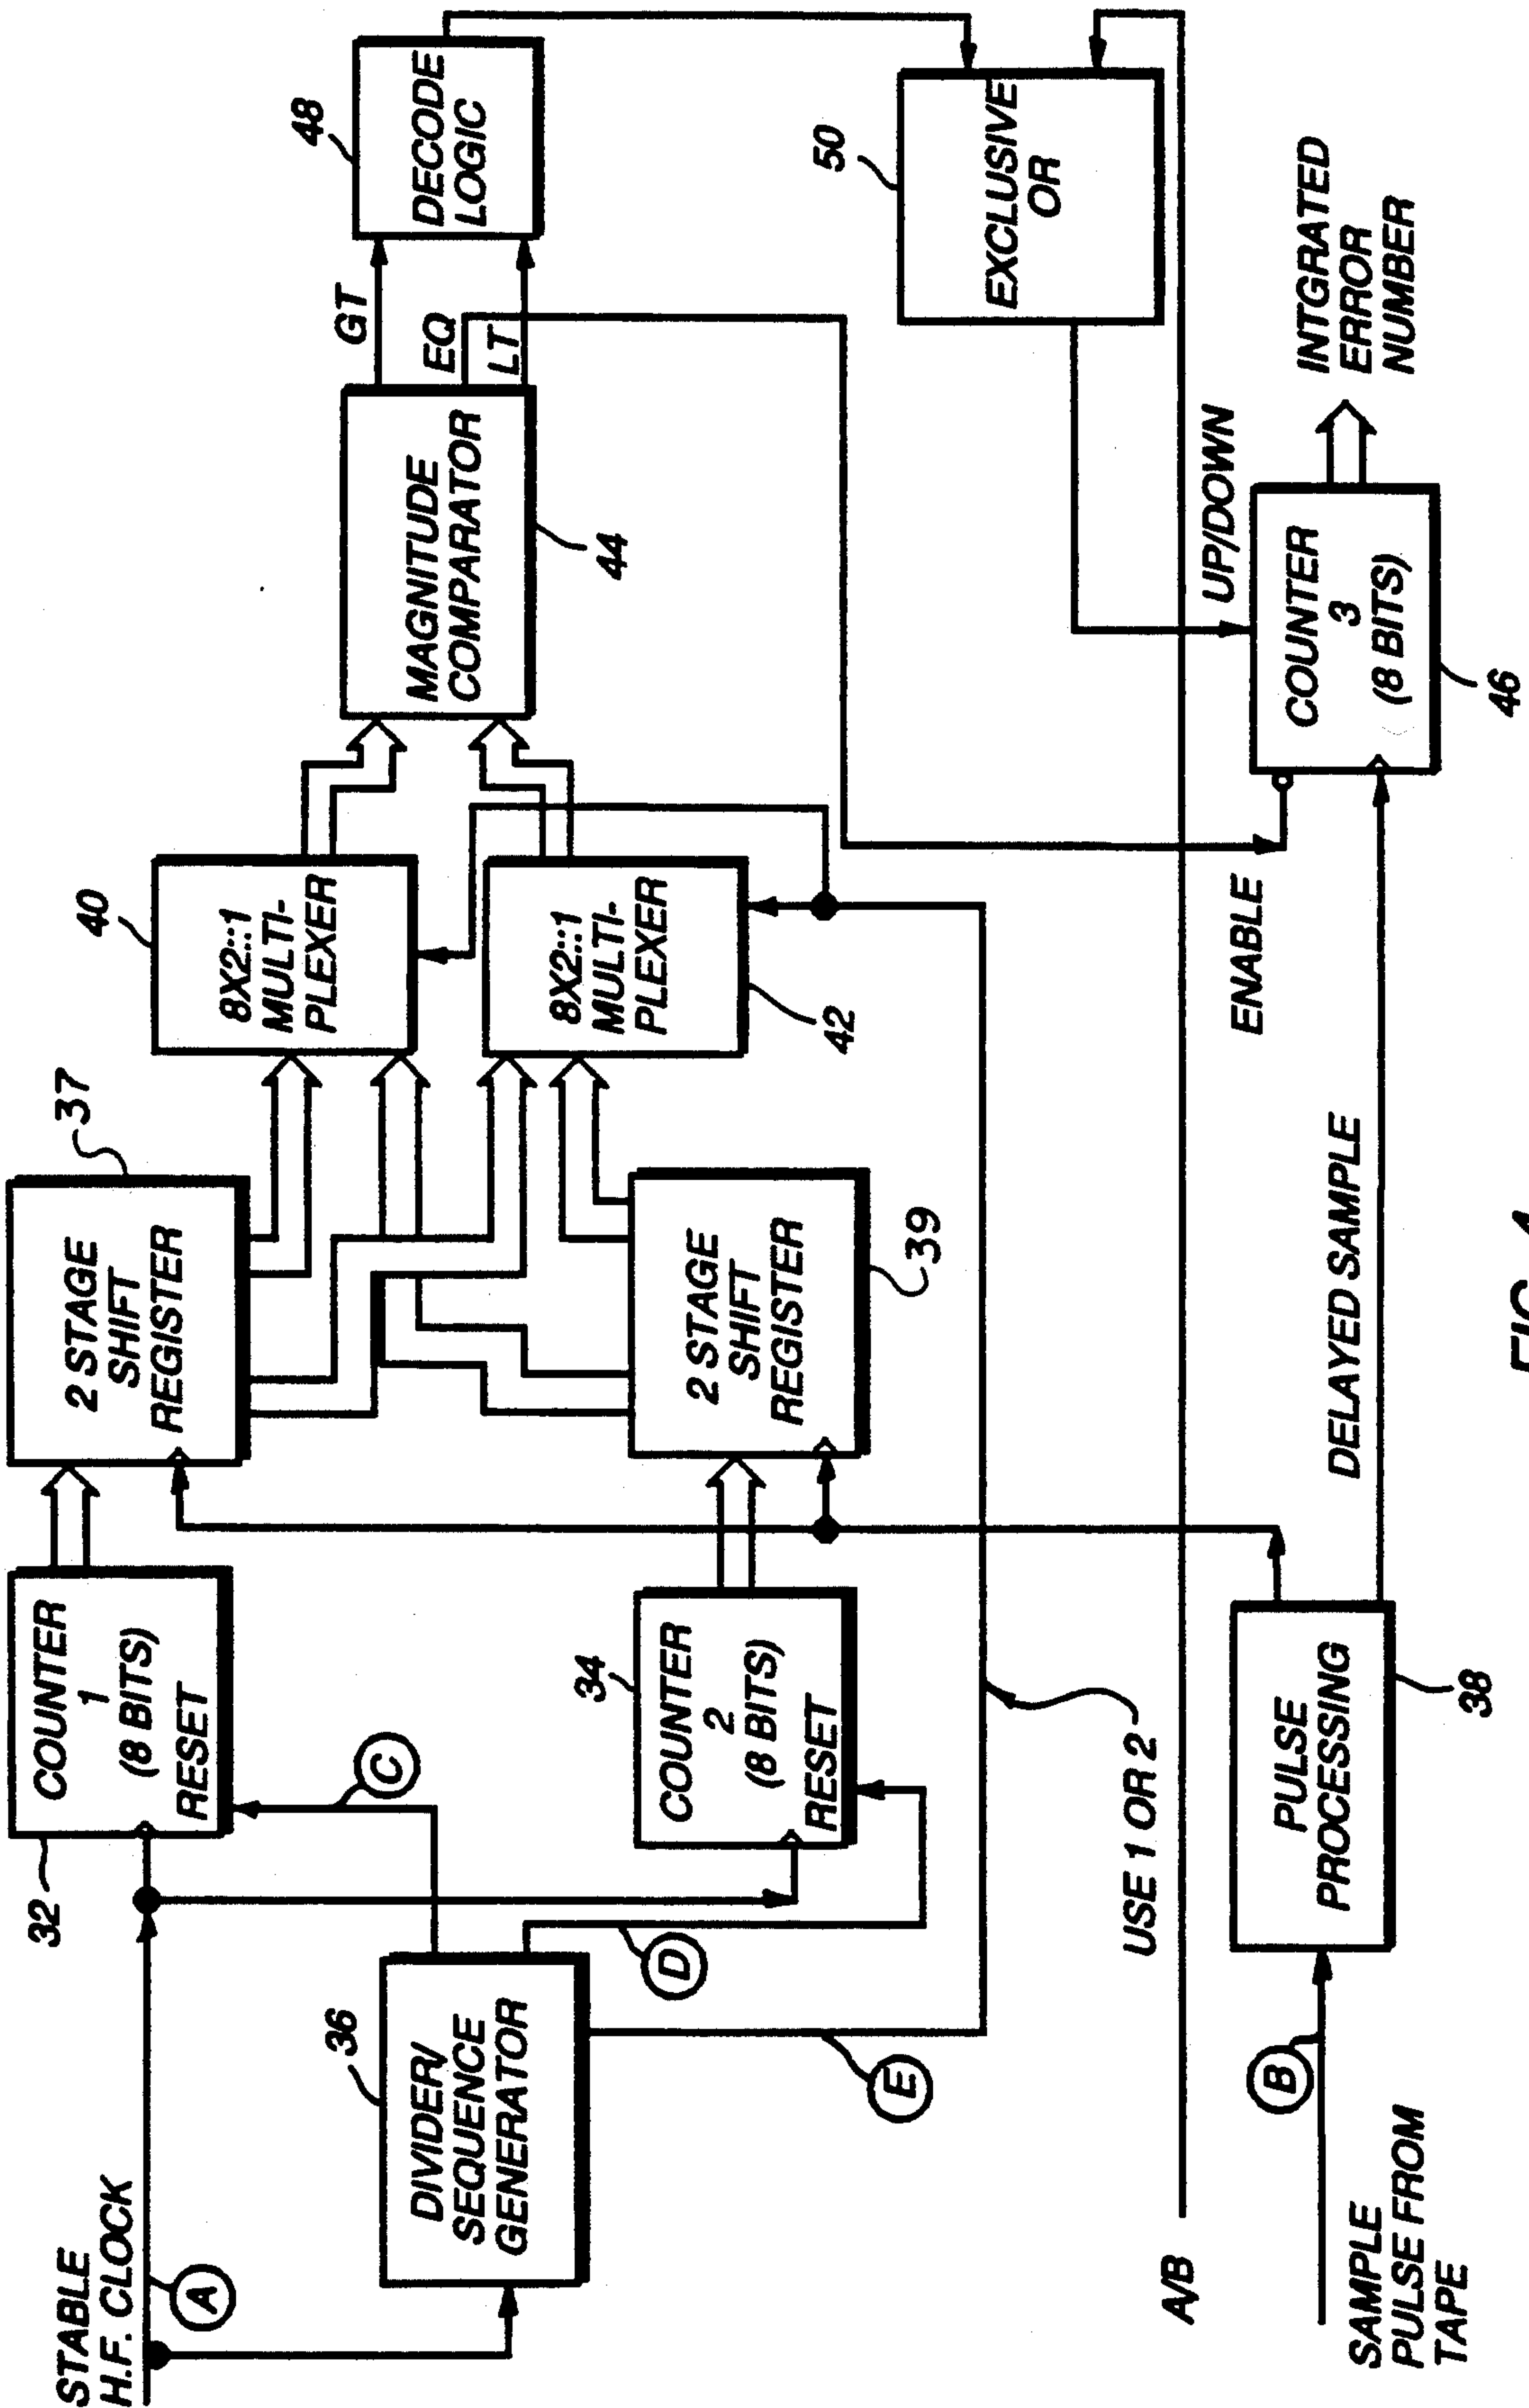 STABLE
H.F. CLOCK
A
32
COUNTER
1
(8 BITS)
RESET
C
2 STAGE
SHIFT
REGISTER
37
40
8X2::1
MULTI-
PLEXER
MAGNITUDE
COMPARATOR
44
GT
EQ
LT
48
DECODE
LOGIC
36
DIVIDER/
SEQUENCE
GENERATOR
D
E
34
COUNTER
2
(8 BITS)
RESET
2 STAGE
SHIFT
REGISTER
39
8X2::1
MULTI-
PLEXER
42
50
EXCLUSIVE
OR
USE 1 OR 2
A/B
SAMPLE
PULSE FROM
TAPE
B
PULSE
PROCESSING
38
DELAYED SAMPLE
ENABLE
UP/DOWN
COUNTER
3
(8 BITS)
46
INTGRATED
ERROR
NUMBER